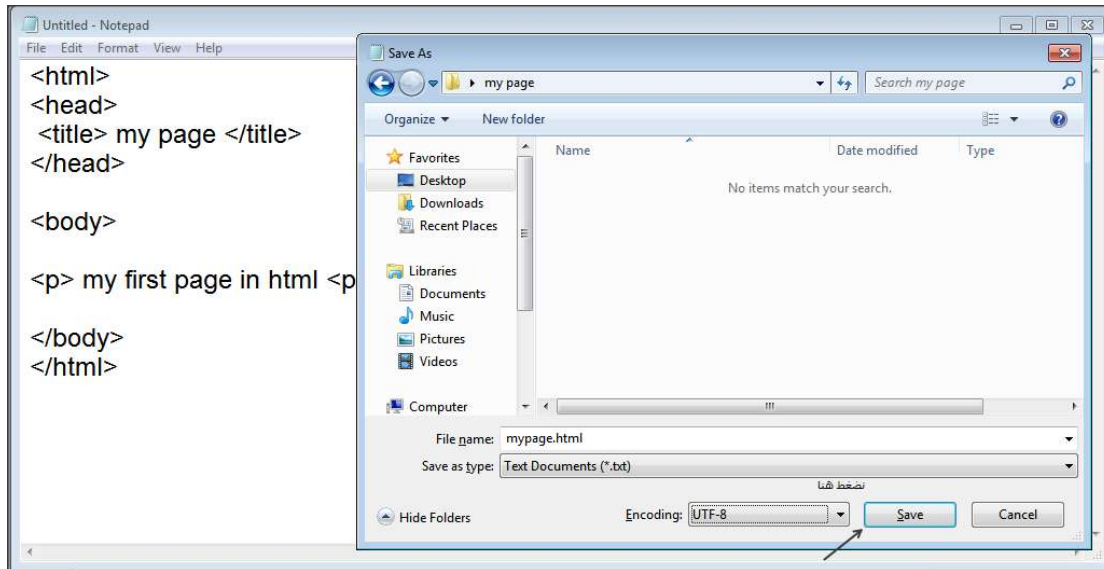 Untitled - Notepad
File Edit Format View Help
<html>
<head>
<title> my page </title>
</head>
<body>
<p> my first page in html <p
</body>
</html>
Save As
my page
Search my page
Organize New folder
Name Date modified Type
No items match your search.
Favorites
Desktop
Downloads
Recent Places
Libraries
Documents
Music
Pictures
Videos
Computer
File name: mypage.html
Save as type: Text Documents (*.txt)
نضغط هنا
Hide Folders Encoding: UTF-8 Save Cancel